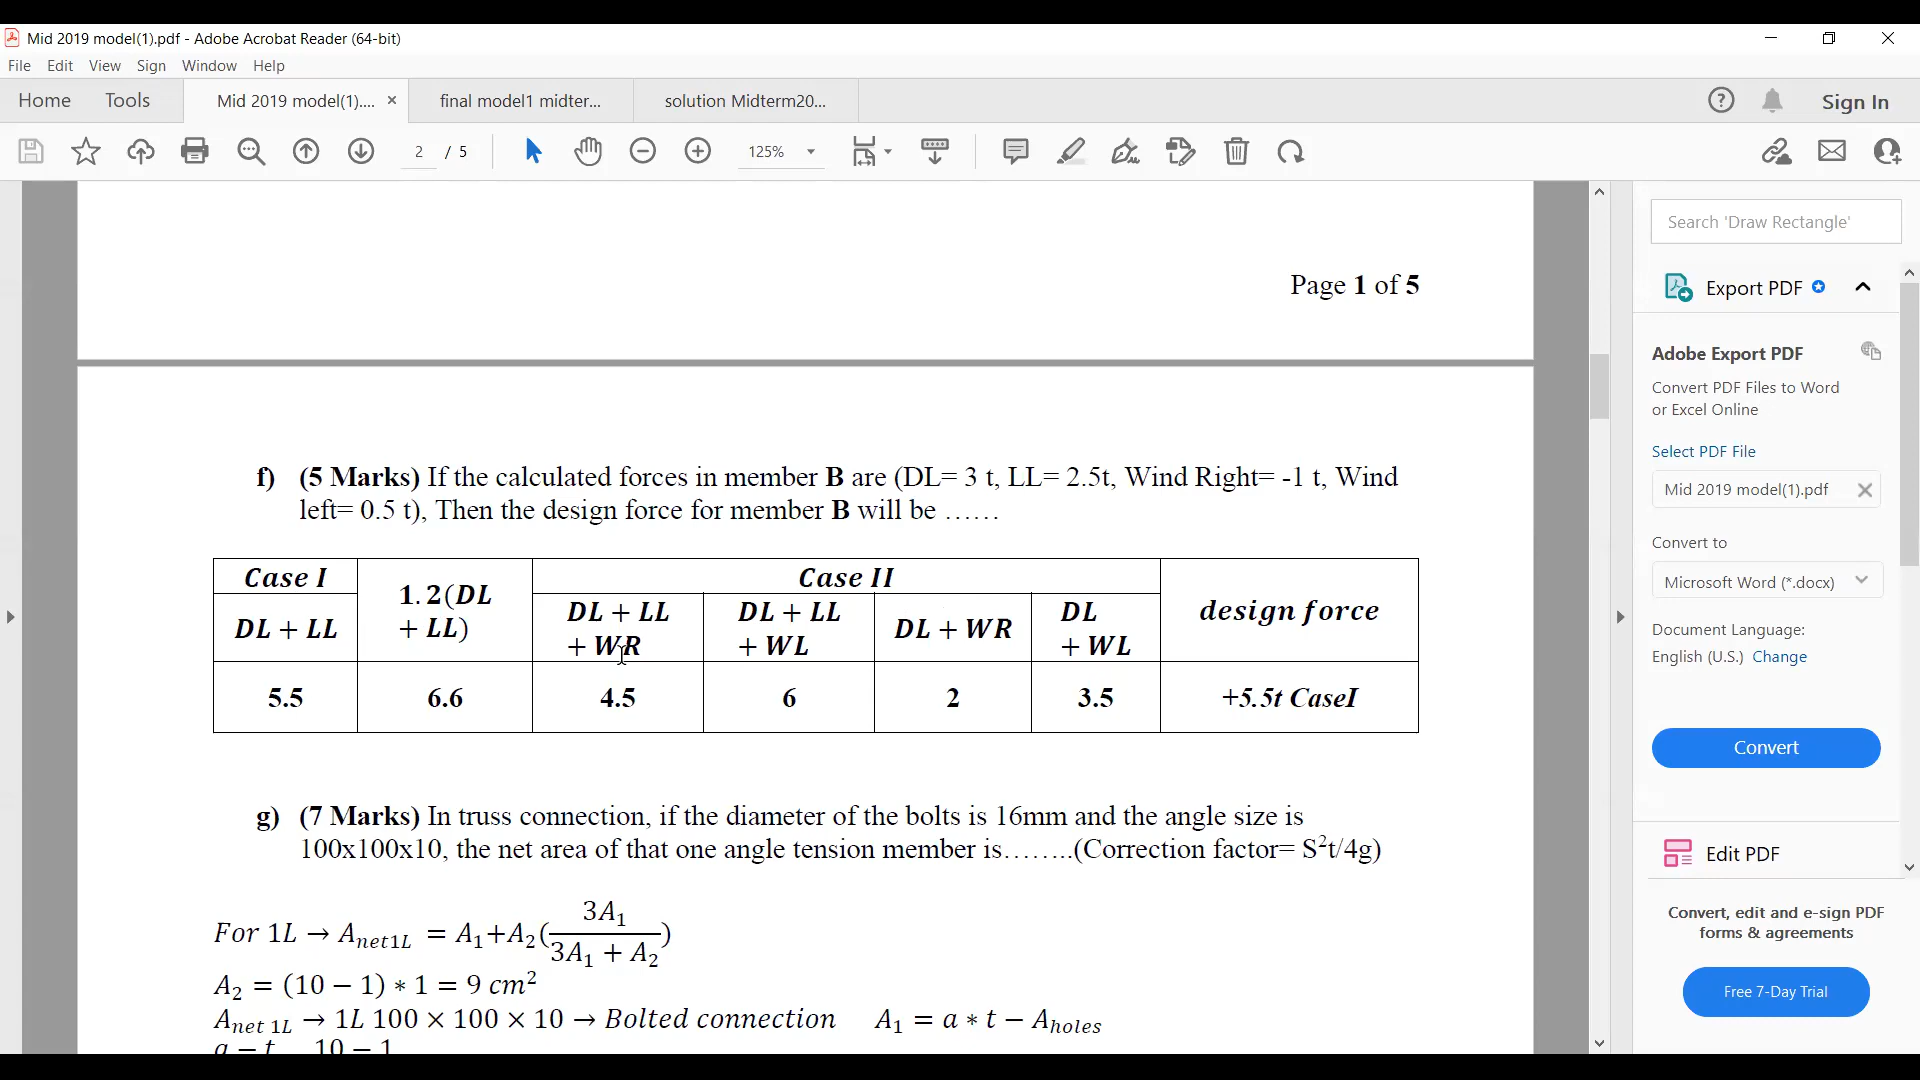 Mid 2019 model(1).pdf - Adobe Acrobat Reader (64-bit)
File Edit View Sign Window Help
Home Tools Mid 2019 model(1).... × final model1 midter... solution Midterm20... Sign In
2 / 5 125%
Search 'Draw Rectangle'
Page 1 of 5
Export PDF
Adobe Export PDF
Convert PDF Files to Word
or Excel Online
Select PDF File
Mid 2019 model(1).pdf
Convert to
Microsoft Word (*.docx)
Document Language:
English (U.S.) Change
Convert
Edit PDF
Convert, edit and e-sign PDF
forms & agreements
Free 7-Day Trial
f) (5 Marks) If the calculated forces in member B are (DL= 3 t, LL= 2.5t, Wind Right= -1 t, Wind
left= 0.5 t), Then the design force for member B will be ……
Case I
1.2(DL
+ LL)
Case II
design force
DL + LL
DL + LL
+ WR
DL + LL
+ WL
DL + WR
DL
+ WL
5.5 6.6 4.5 6 2 3.5 +5.5t CaseI
g) (7 Marks) In truss connection, if the diameter of the bolts is 16mm and the angle size is
100x100x10, the net area of that one angle tension member is……..(Correction factor= S²t/4g)
For 1L → A_{net1L} = A₁+A₂(3A₁/(3A₁ + A₂))
A₂ = (10 − 1) ∗ 1 = 9 cm²
A_{net 1L} → 1L 100 × 100 × 10 → Bolted connection A₁ = a ∗ t − A_{holes}
a − t 10 − 1